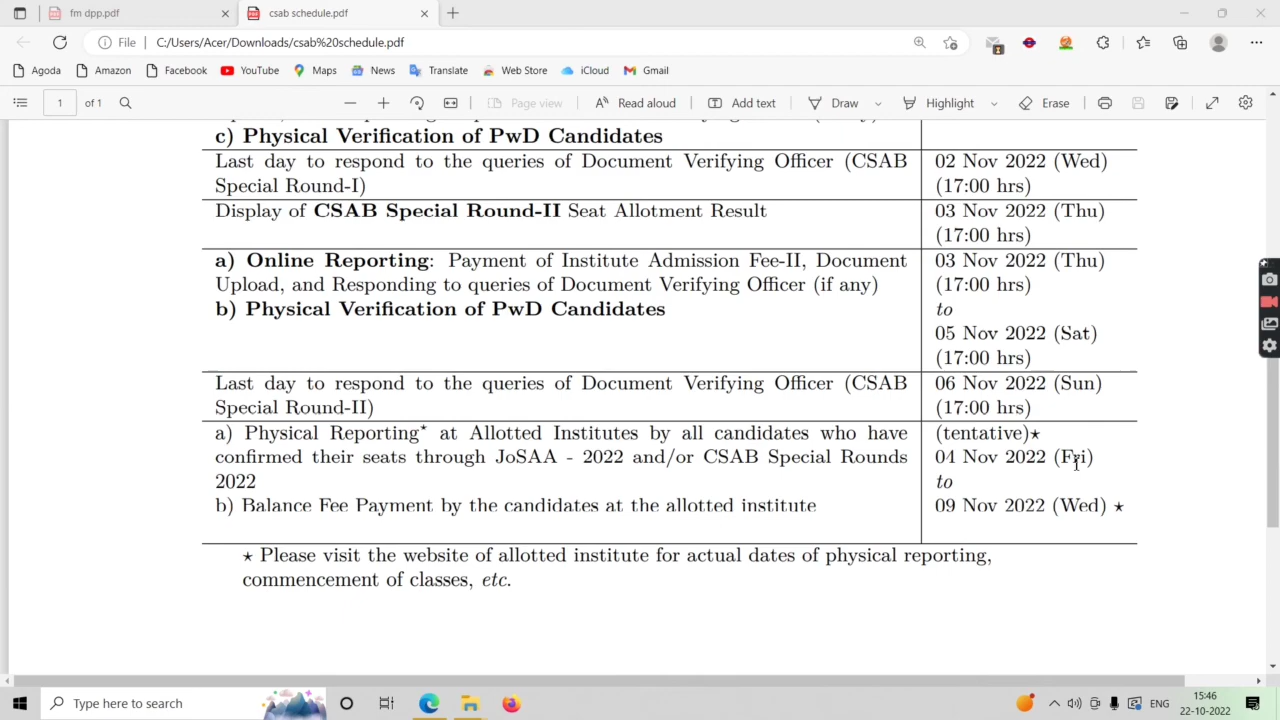 fm dpp.pdf
csab schedule.pdf
File C:/Users/Acer/Downloads/csab%20schedule.pdf
Agoda Amazon Facebook YouTube Maps News Translate Web Store iCloud Gmail
1 of 1 Page view Read aloud Add text Draw Highlight Erase
c) Physical Verification of PwD Candidates
Last day to respond to the queries of Document Verifying Officer (CSAB 02 Nov 2022 (Wed)
Special Round-I) (17:00 hrs)
Display of CSAB Special Round-II Seat Allotment Result 03 Nov 2022 (Thu)
(17:00 hrs)
a) Online Reporting: Payment of Institute Admission Fee-II, Document 03 Nov 2022 (Thu)
Upload, and Responding to queries of Document Verifying Officer (if any) (17:00 hrs)
b) Physical Verification of PwD Candidates to
05 Nov 2022 (Sat)
(17:00 hrs)
Last day to respond to the queries of Document Verifying Officer (CSAB 06 Nov 2022 (Sun)
Special Round-II) (17:00 hrs)
a) Physical Reporting* at Allotted Institutes by all candidates who have (tentative)*
confirmed their seats through JoSAA - 2022 and/or CSAB Special Rounds 04 Nov 2022 (Fri)
2022 to
b) Balance Fee Payment by the candidates at the allotted institute 09 Nov 2022 (Wed) *
* Please visit the website of allotted institute for actual dates of physical reporting,
commencement of classes, etc.
Type here to search ENG 15:46
22-10-2022